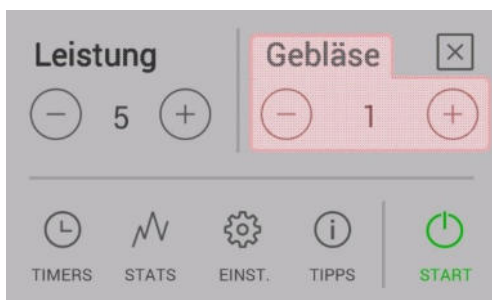 Leistung
Gebläse
5
1
TIMERS
STATS
EINST.
TIPPS
START